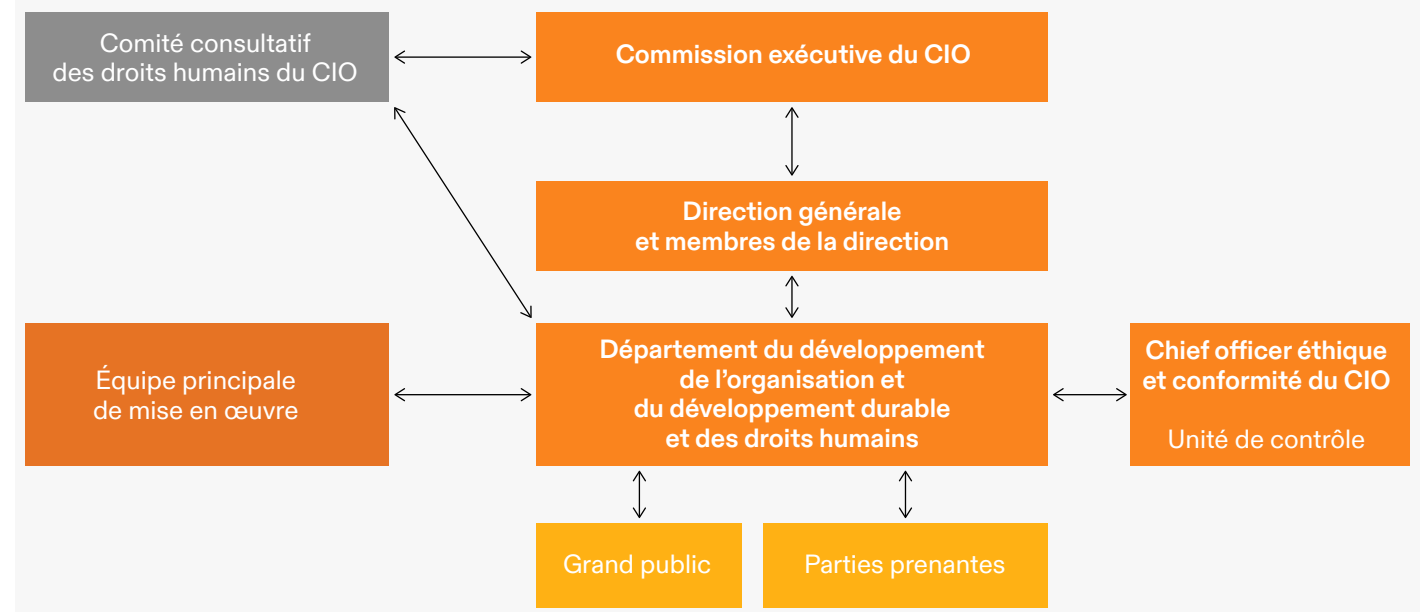 Comité consultatif
des droits humains du CIO
Commission exécutive du CIO
Direction générale
et membres de la direction
Équipe principale
de mise en œuvre
Département du développement
de l’organisation et
du développement durable
et des droits humains
Chief officer éthique
et conformité du CIO
Unité de contrôle
Grand public
Parties prenantes